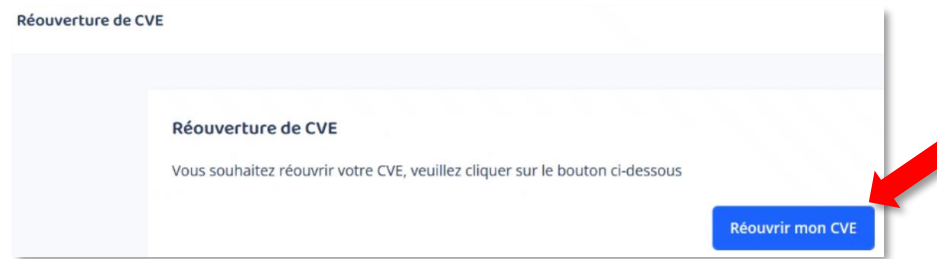 Réouverture de CVE
Réouverture de CVE
Vous souhaitez réouvrir votre CVE, veuillez cliquer sur le bouton ci-dessous
Réouvrir mon CVE